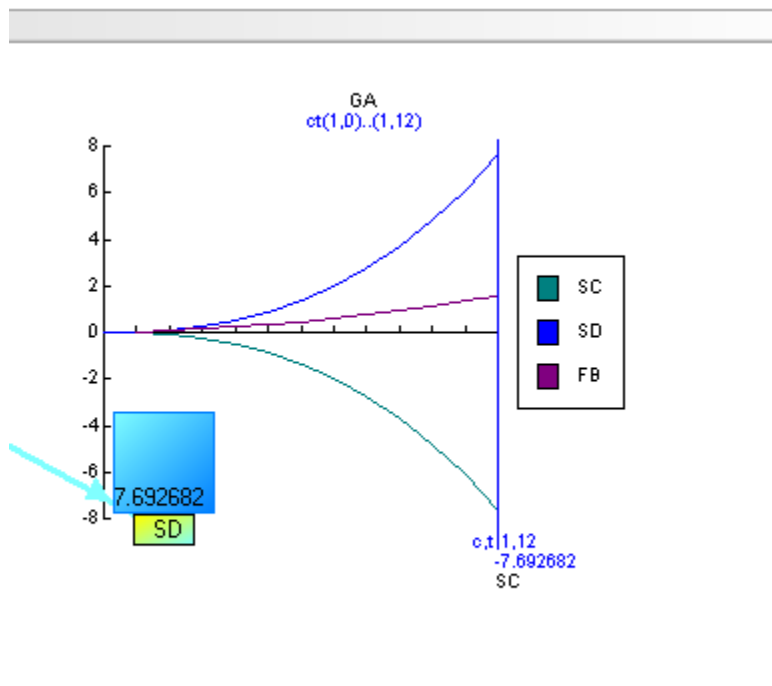 GA
ct(1,0)..(1,12)
8
6
4
2
0
-2
-4
-6
-8
SC
SD
FB
7.692682
SD
c,t 1,12
-7.692682
SC